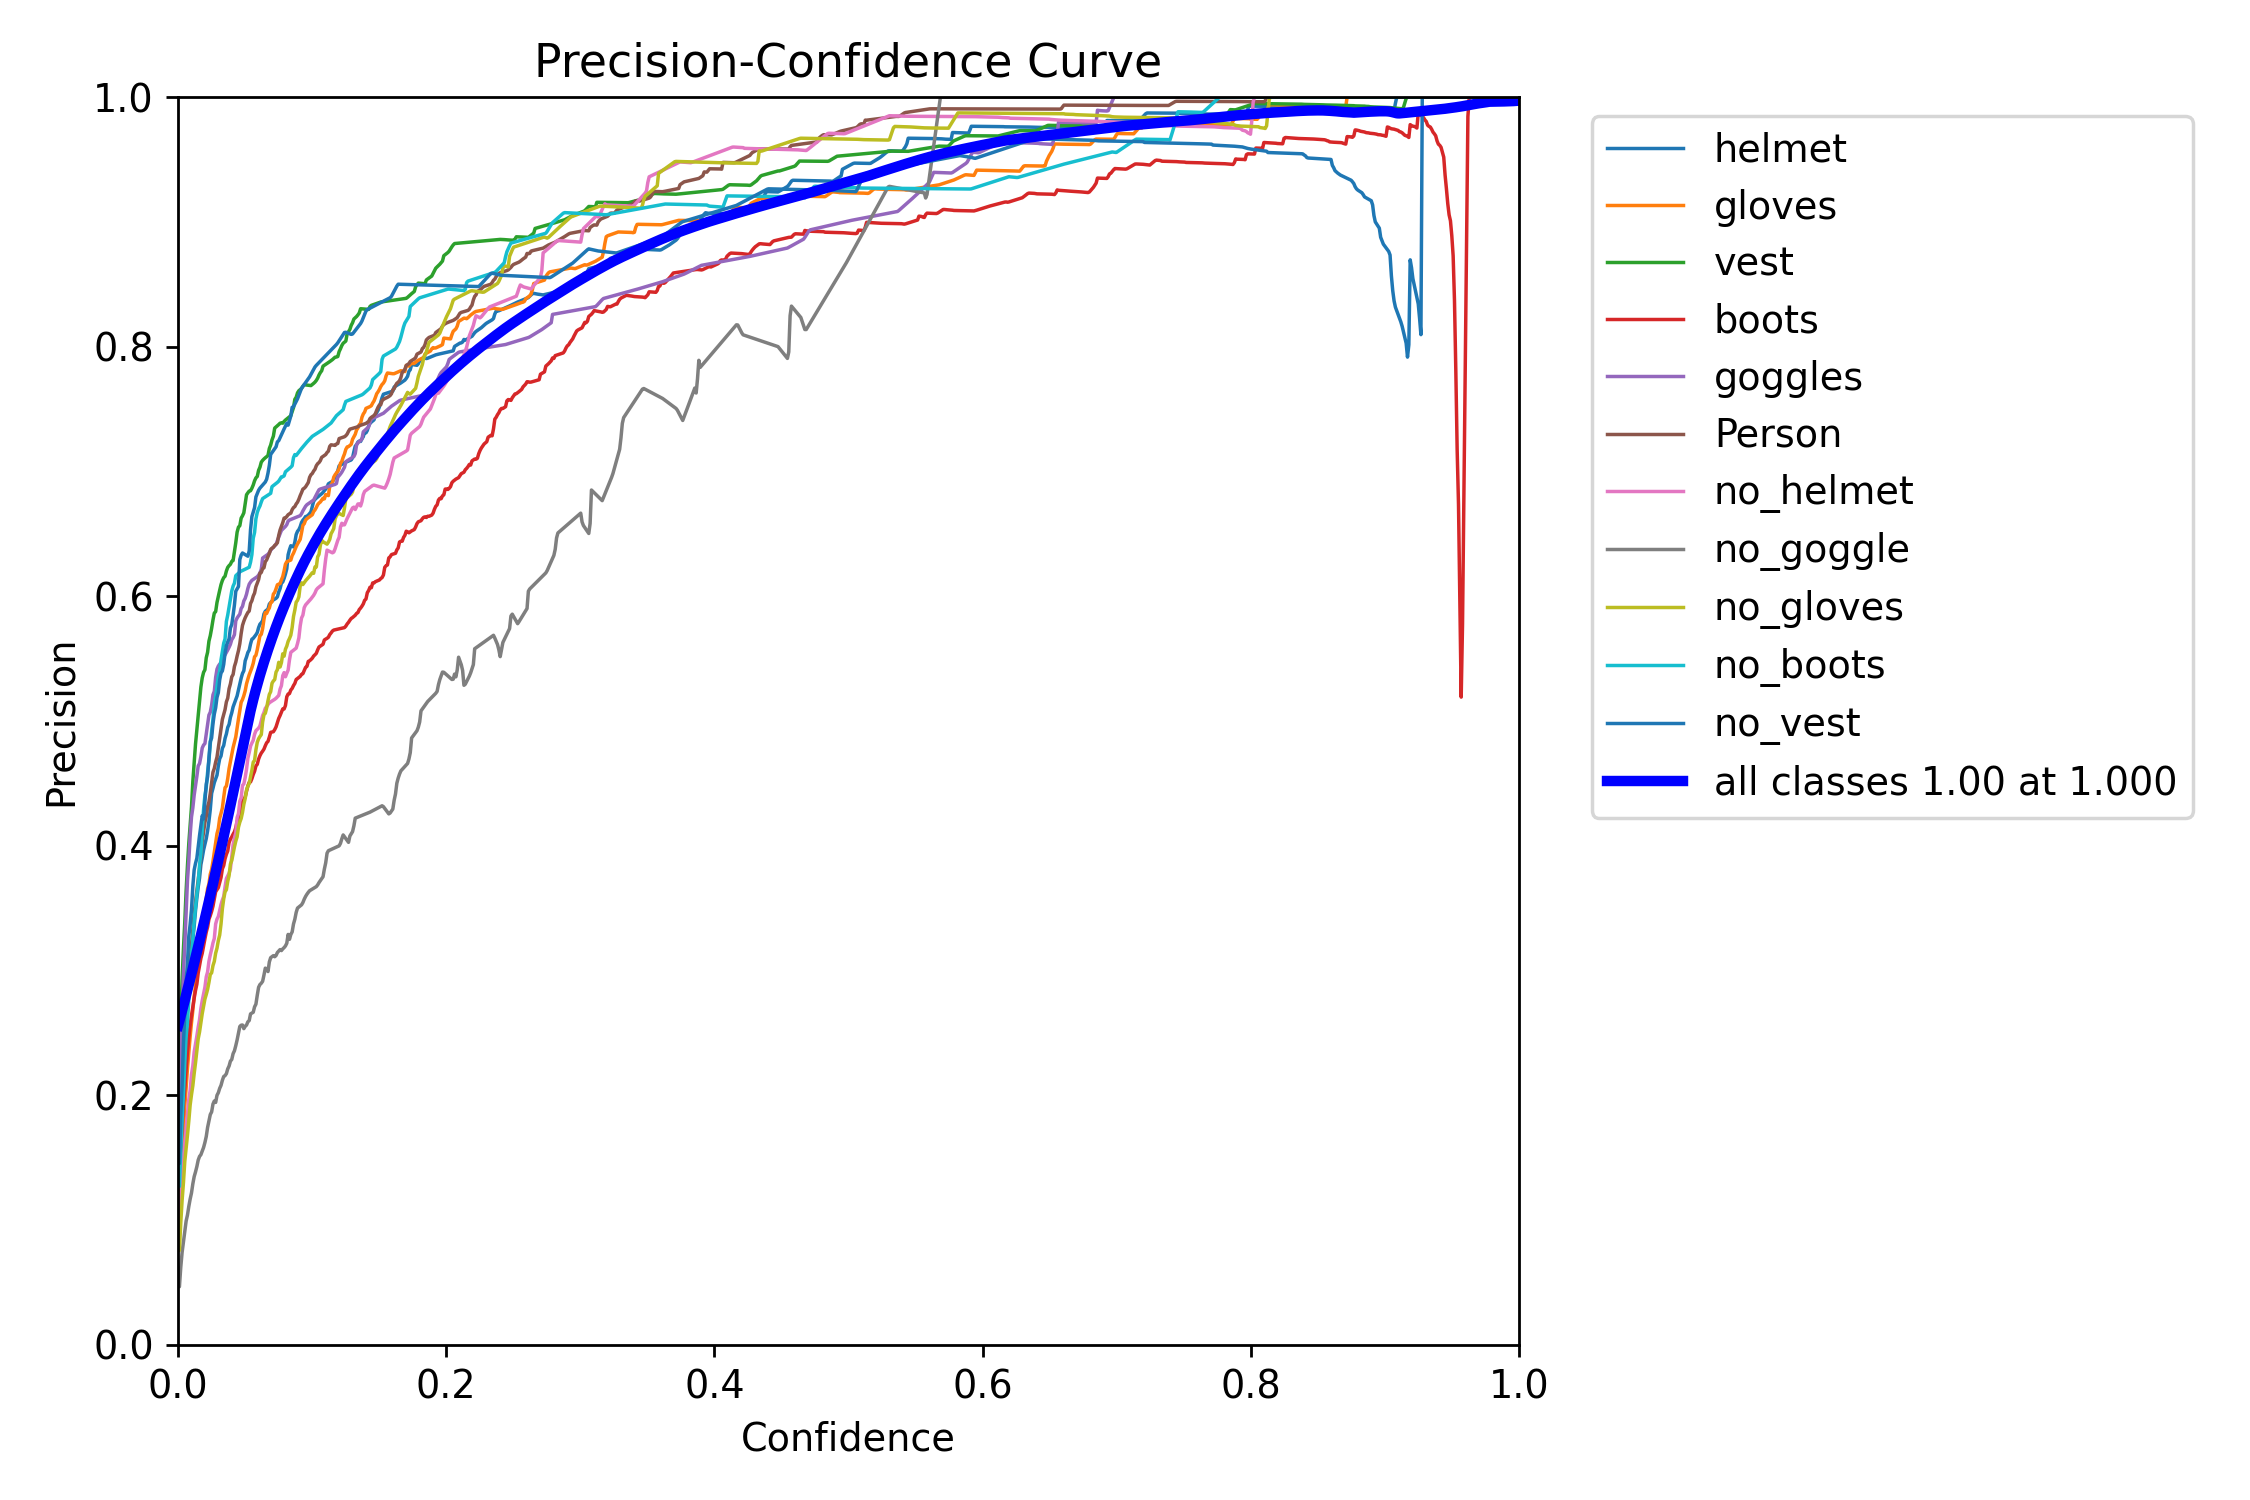 Precision-Confidence Curve
1.0
0.8
0.6
0.4
0.2
0.0
Precision
0.0 0.2 0.4 0.6 0.8 1.0
Confidence
helmet
gloves
vest
boots
goggles
Person
no_helmet
no_goggle
no_gloves
no_boots
no_vest
all classes 1.00 at 1.000